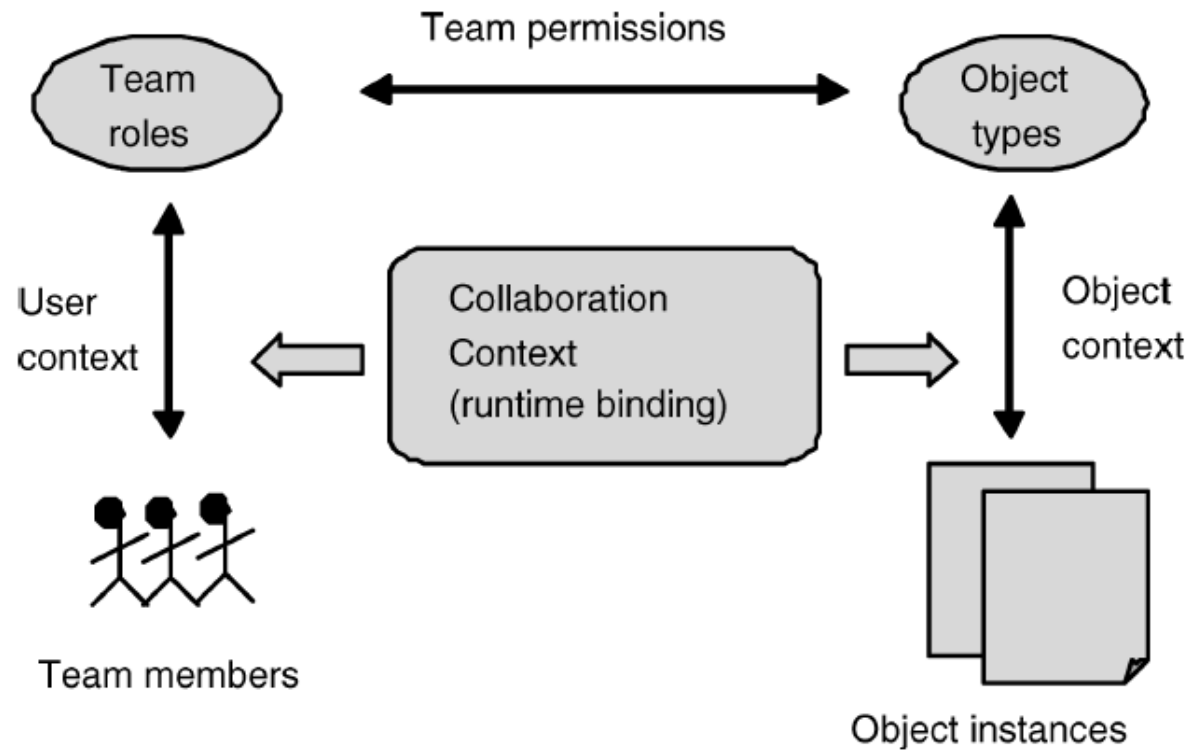 Team permissions
Team
roles
Object
types
User
context
Collaboration
Context
(runtime binding)
Object
context
Team members
Object instances